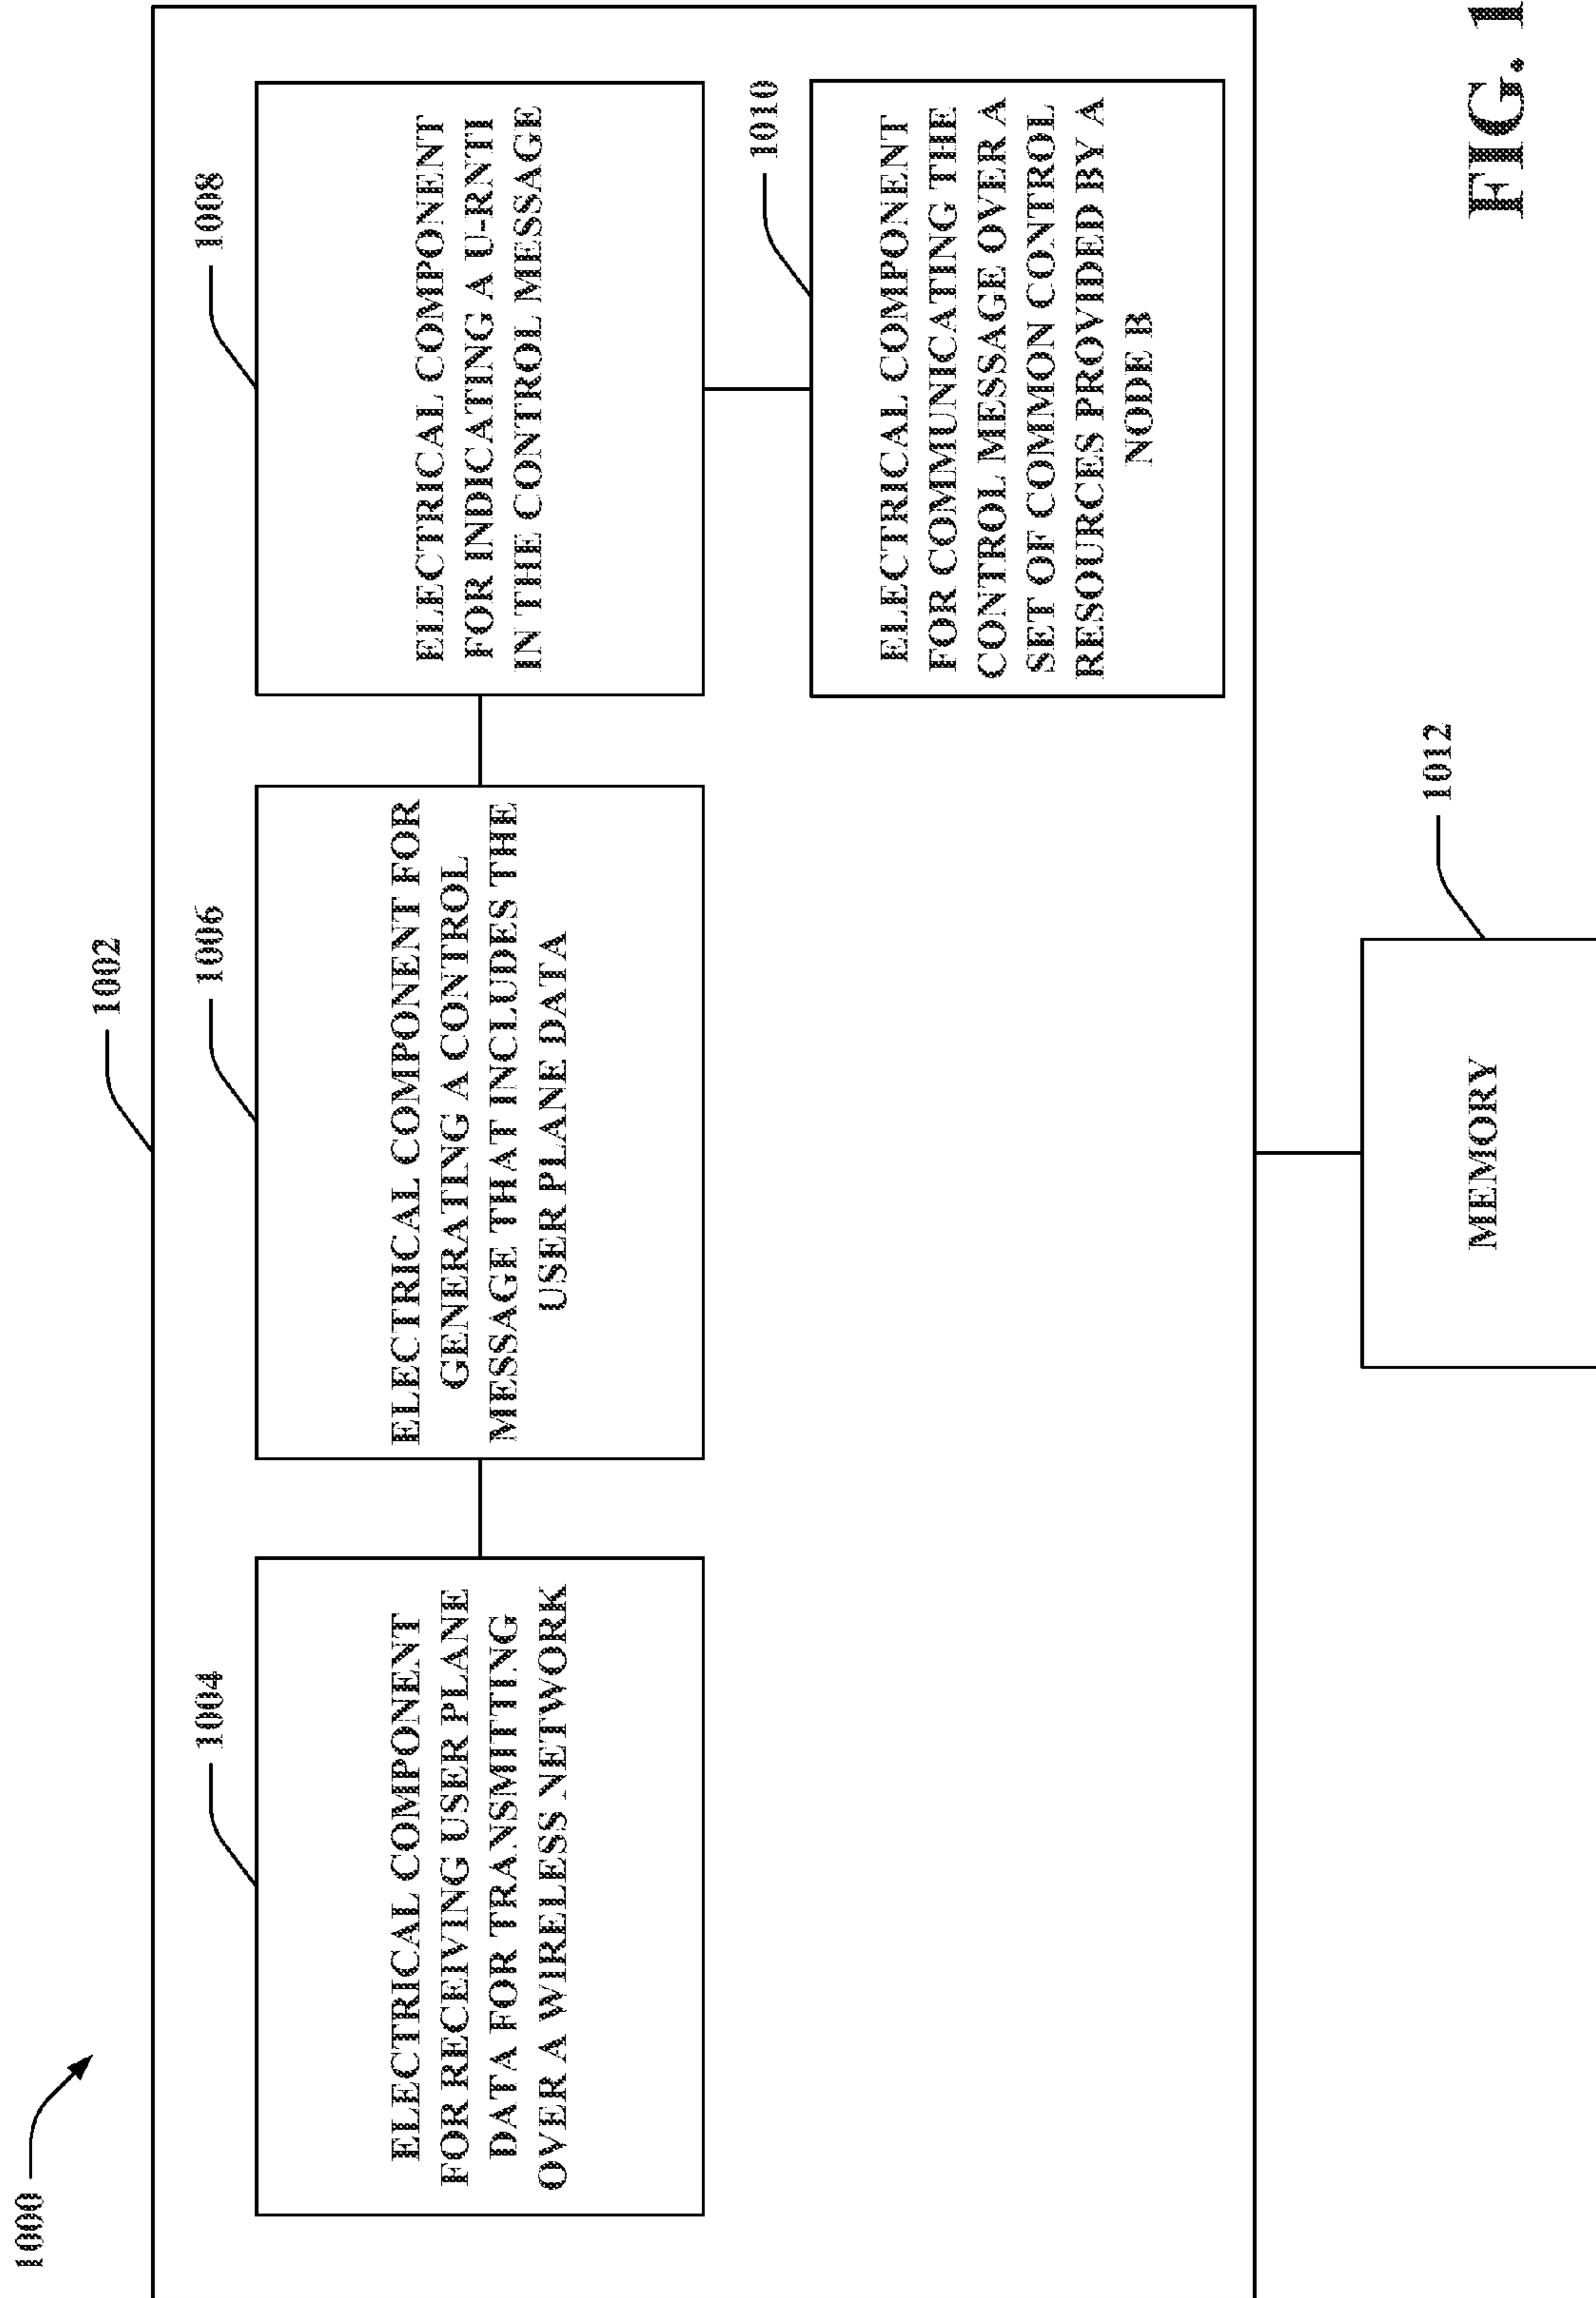 1000
1002
1004
ELECTRICAL COMPONENT
FOR RECEIVING USER PLANE
DATA FOR TRANSMITTING
OVER A WIRELESS NETWORK
1006
ELECTRICAL COMPONENT FOR
GENERATING A CONTROL
MESSAGE THAT INCLUDES THE
USER PLANE DATA
1008
ELECTRICAL COMPONENT
FOR INDICATING A U-RNTI
IN THE CONTROL MESSAGE
1010
ELECTRICAL COMPONENT
FOR COMMUNICATING THE
CONTROL MESSAGE OVER A
SET OF COMMON CONTROL
RESOURCES PROVIDED BY A
NODE B
1012
MEMORY
FIG. 1